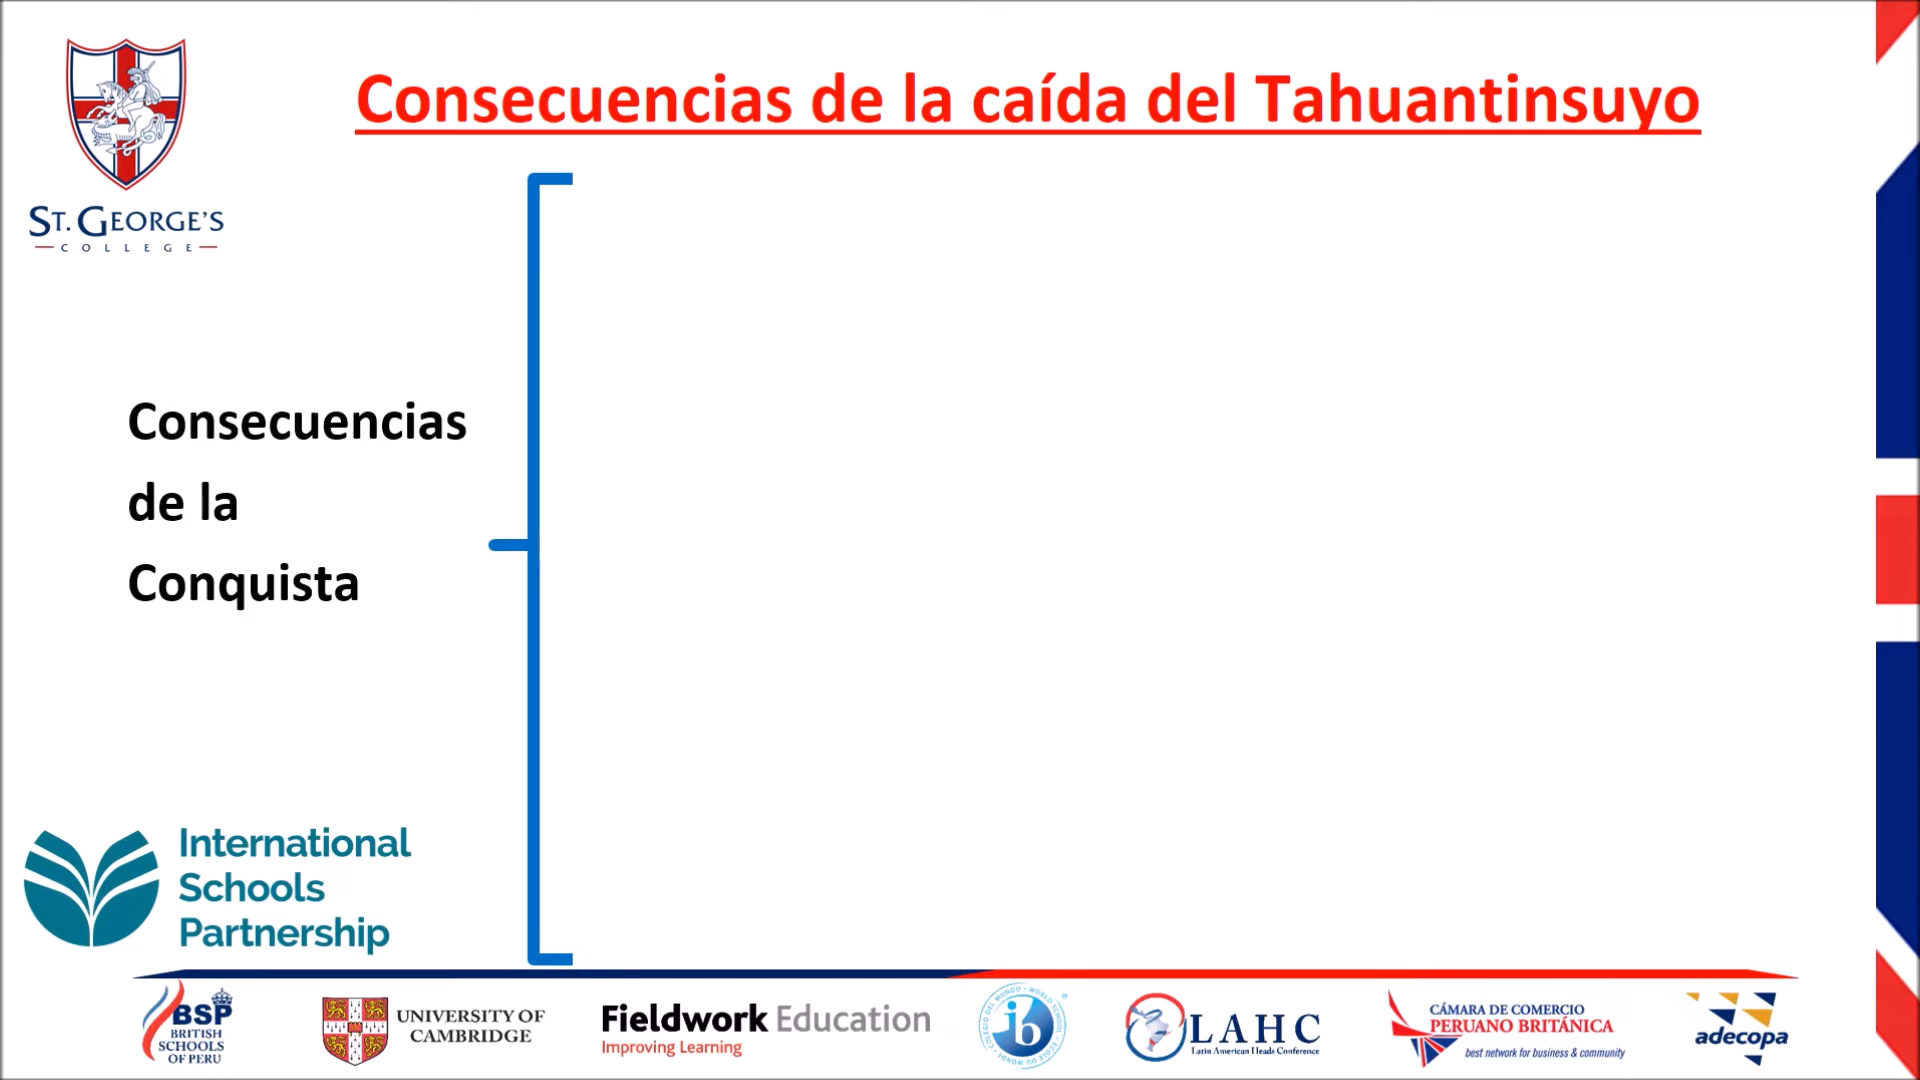 Consecuencias de la caída del Tahuantinsuyo
ST. GEORGE'S
COLLEGE
Consecuencias
de la
Conquista
International
Schools
Partnership
BSP
BRITISH
SCHOOLS
OF PERU
UNIVERSITY OF
CAMBRIDGE
Fieldwork Education
Improving Learning
ib
LAHC
Latin American Heads Conference
CÁMARA DE COMERCIO
PERUANO BRITÁNICA
best network for business & community
adecopa